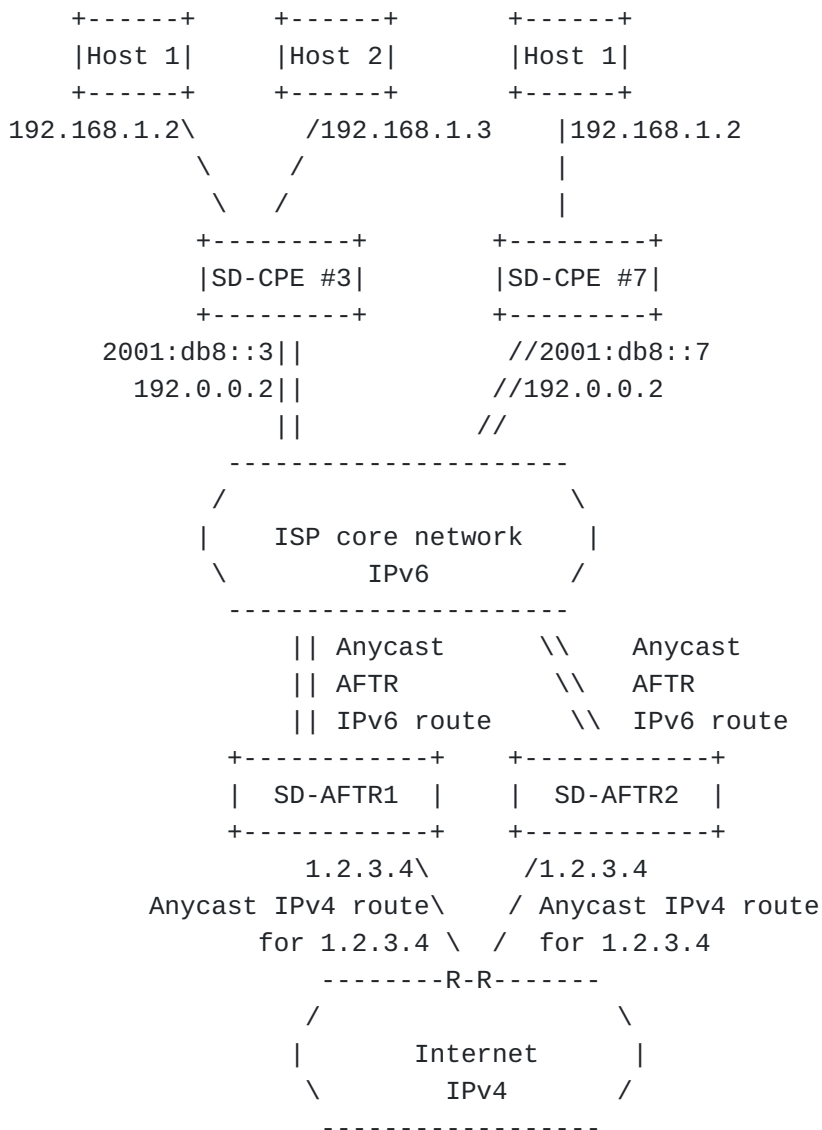 +------+ +------+ +------+
|Host 1| |Host 2| |Host 1|
+------+ +------+ +------+
192.168.1.2\ /192.168.1.3 |192.168.1.2
\ / |
\ / |
+---------+ +---------+
|SD-CPE #3| |SD-CPE #7|
+---------+ +---------+
2001:db8::3|| //2001:db8::7
192.0.0.2|| //192.0.0.2
|| //
----------------------
/ \
| ISP core network |
\ IPv6 /
----------------------
|| Anycast \\ Anycast
|| AFTR \\ AFTR
|| IPv6 route \\ IPv6 route
+------------+ +------------+
| SD-AFTR1 | | SD-AFTR2 |
+------------+ +------------+
1.2.3.4\ /1.2.3.4
Anycast IPv4 route\ / Anycast IPv4 route
for 1.2.3.4 \ / for 1.2.3.4
--------R-R-------
/ \
| Internet |
\ IPv4 /
------------------